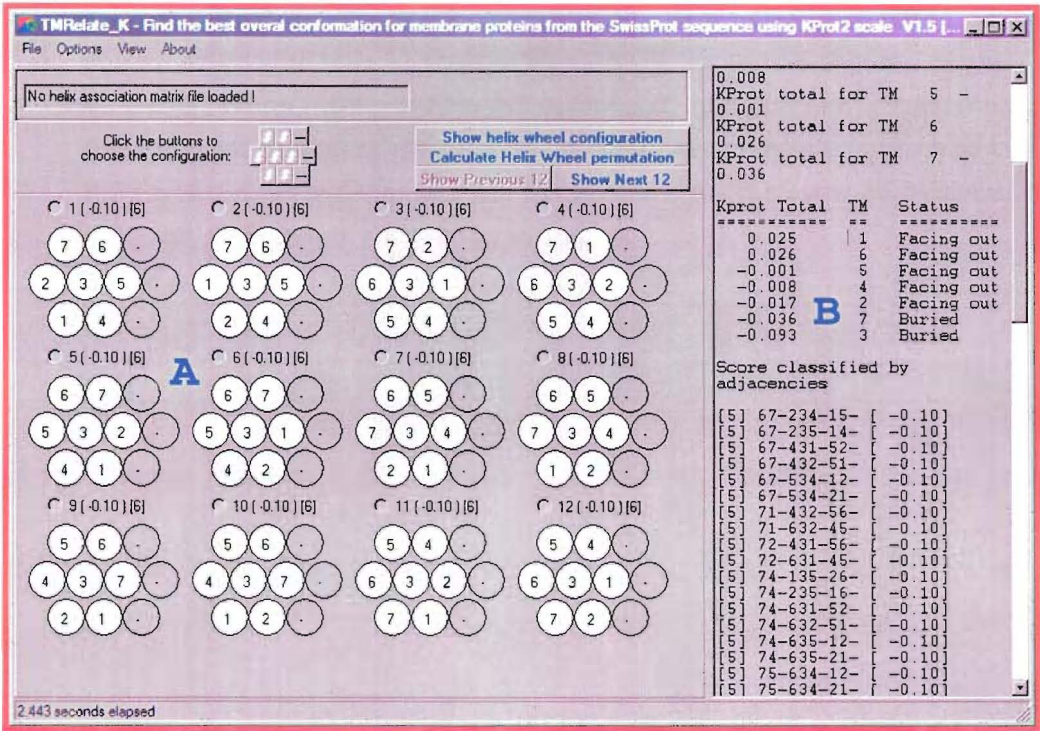 TMRelate_K - Find the best overal conformation for membrane proteins from the SwissProt sequence using KProt2 scale V1.5 [...
File Options View About
No helix association matrix file loaded !
Click the buttons to
choose the configuration:
Show helix wheel configuration
Calculate Helix Wheel permutation
Show Previous 12 Show Next 12
1 ( -0.10 ) [6] 2 ( -0.10 ) [6] 3 ( -0.10 ) [6] 4 ( -0.10 ) [6]
7 6 . 7 6 . 7 2 . 7 1 .
2 3 5 . 1 3 5 . 6 3 1 . 6 3 2 .
1 4 . 2 4 . 5 4 . 5 4 .
5 ( -0.10 ) [6] 6 ( -0.10 ) [6] 7 ( -0.10 ) [6] 8 ( -0.10 ) [6]
A
6 7 . 6 7 . 6 5 . 6 5 .
5 3 2 . 5 3 1 . 7 3 4 . 7 3 4 .
4 1 . 4 2 . 2 1 . 1 2 .
9 ( -0.10 ) [6] 10 ( -0.10 ) [6] 11 ( -0.10 ) [6] 12 ( -0.10 ) [6]
5 6 . 5 6 . 5 4 . 5 4 .
4 3 7 . 4 3 7 . 6 3 2 . 6 3 1 .
2 1 . 1 2 . 7 1 . 7 2 .
0.008
KProt total for TM 5 -
0.001
KProt total for TM 6
0.026
KProt total for TM 7 -
0.036
Kprot Total TM Status
=========== == ==========
0.025 1 Facing out
0.026 6 Facing out
-0.001 5 Facing out
-0.008 4 Facing out
-0.017 2 Facing out
-0.036 7 Buried
-0.093 3 Buried
B
Score classified by
adjacencies
[5] 67-234-15- [ -0.10]
[5] 67-235-14- [ -0.10]
[5] 67-431-52- [ -0.10]
[5] 67-432-51- [ -0.10]
[5] 67-534-12- [ -0.10]
[5] 67-534-21- [ -0.10]
[5] 71-432-56- [ -0.10]
[5] 71-632-45- [ -0.10]
[5] 72-431-56- [ -0.10]
[5] 72-631-45- [ -0.10]
[5] 74-135-26- [ -0.10]
[5] 74-235-16- [ -0.10]
[5] 74-631-52- [ -0.10]
[5] 74-632-51- [ -0.10]
[5] 74-635-12- [ -0.10]
[5] 74-635-21- [ -0.10]
[5] 75-634-12- [ -0.10]
[5] 75-634-21- [ -0.10]
2.443 seconds elapsed